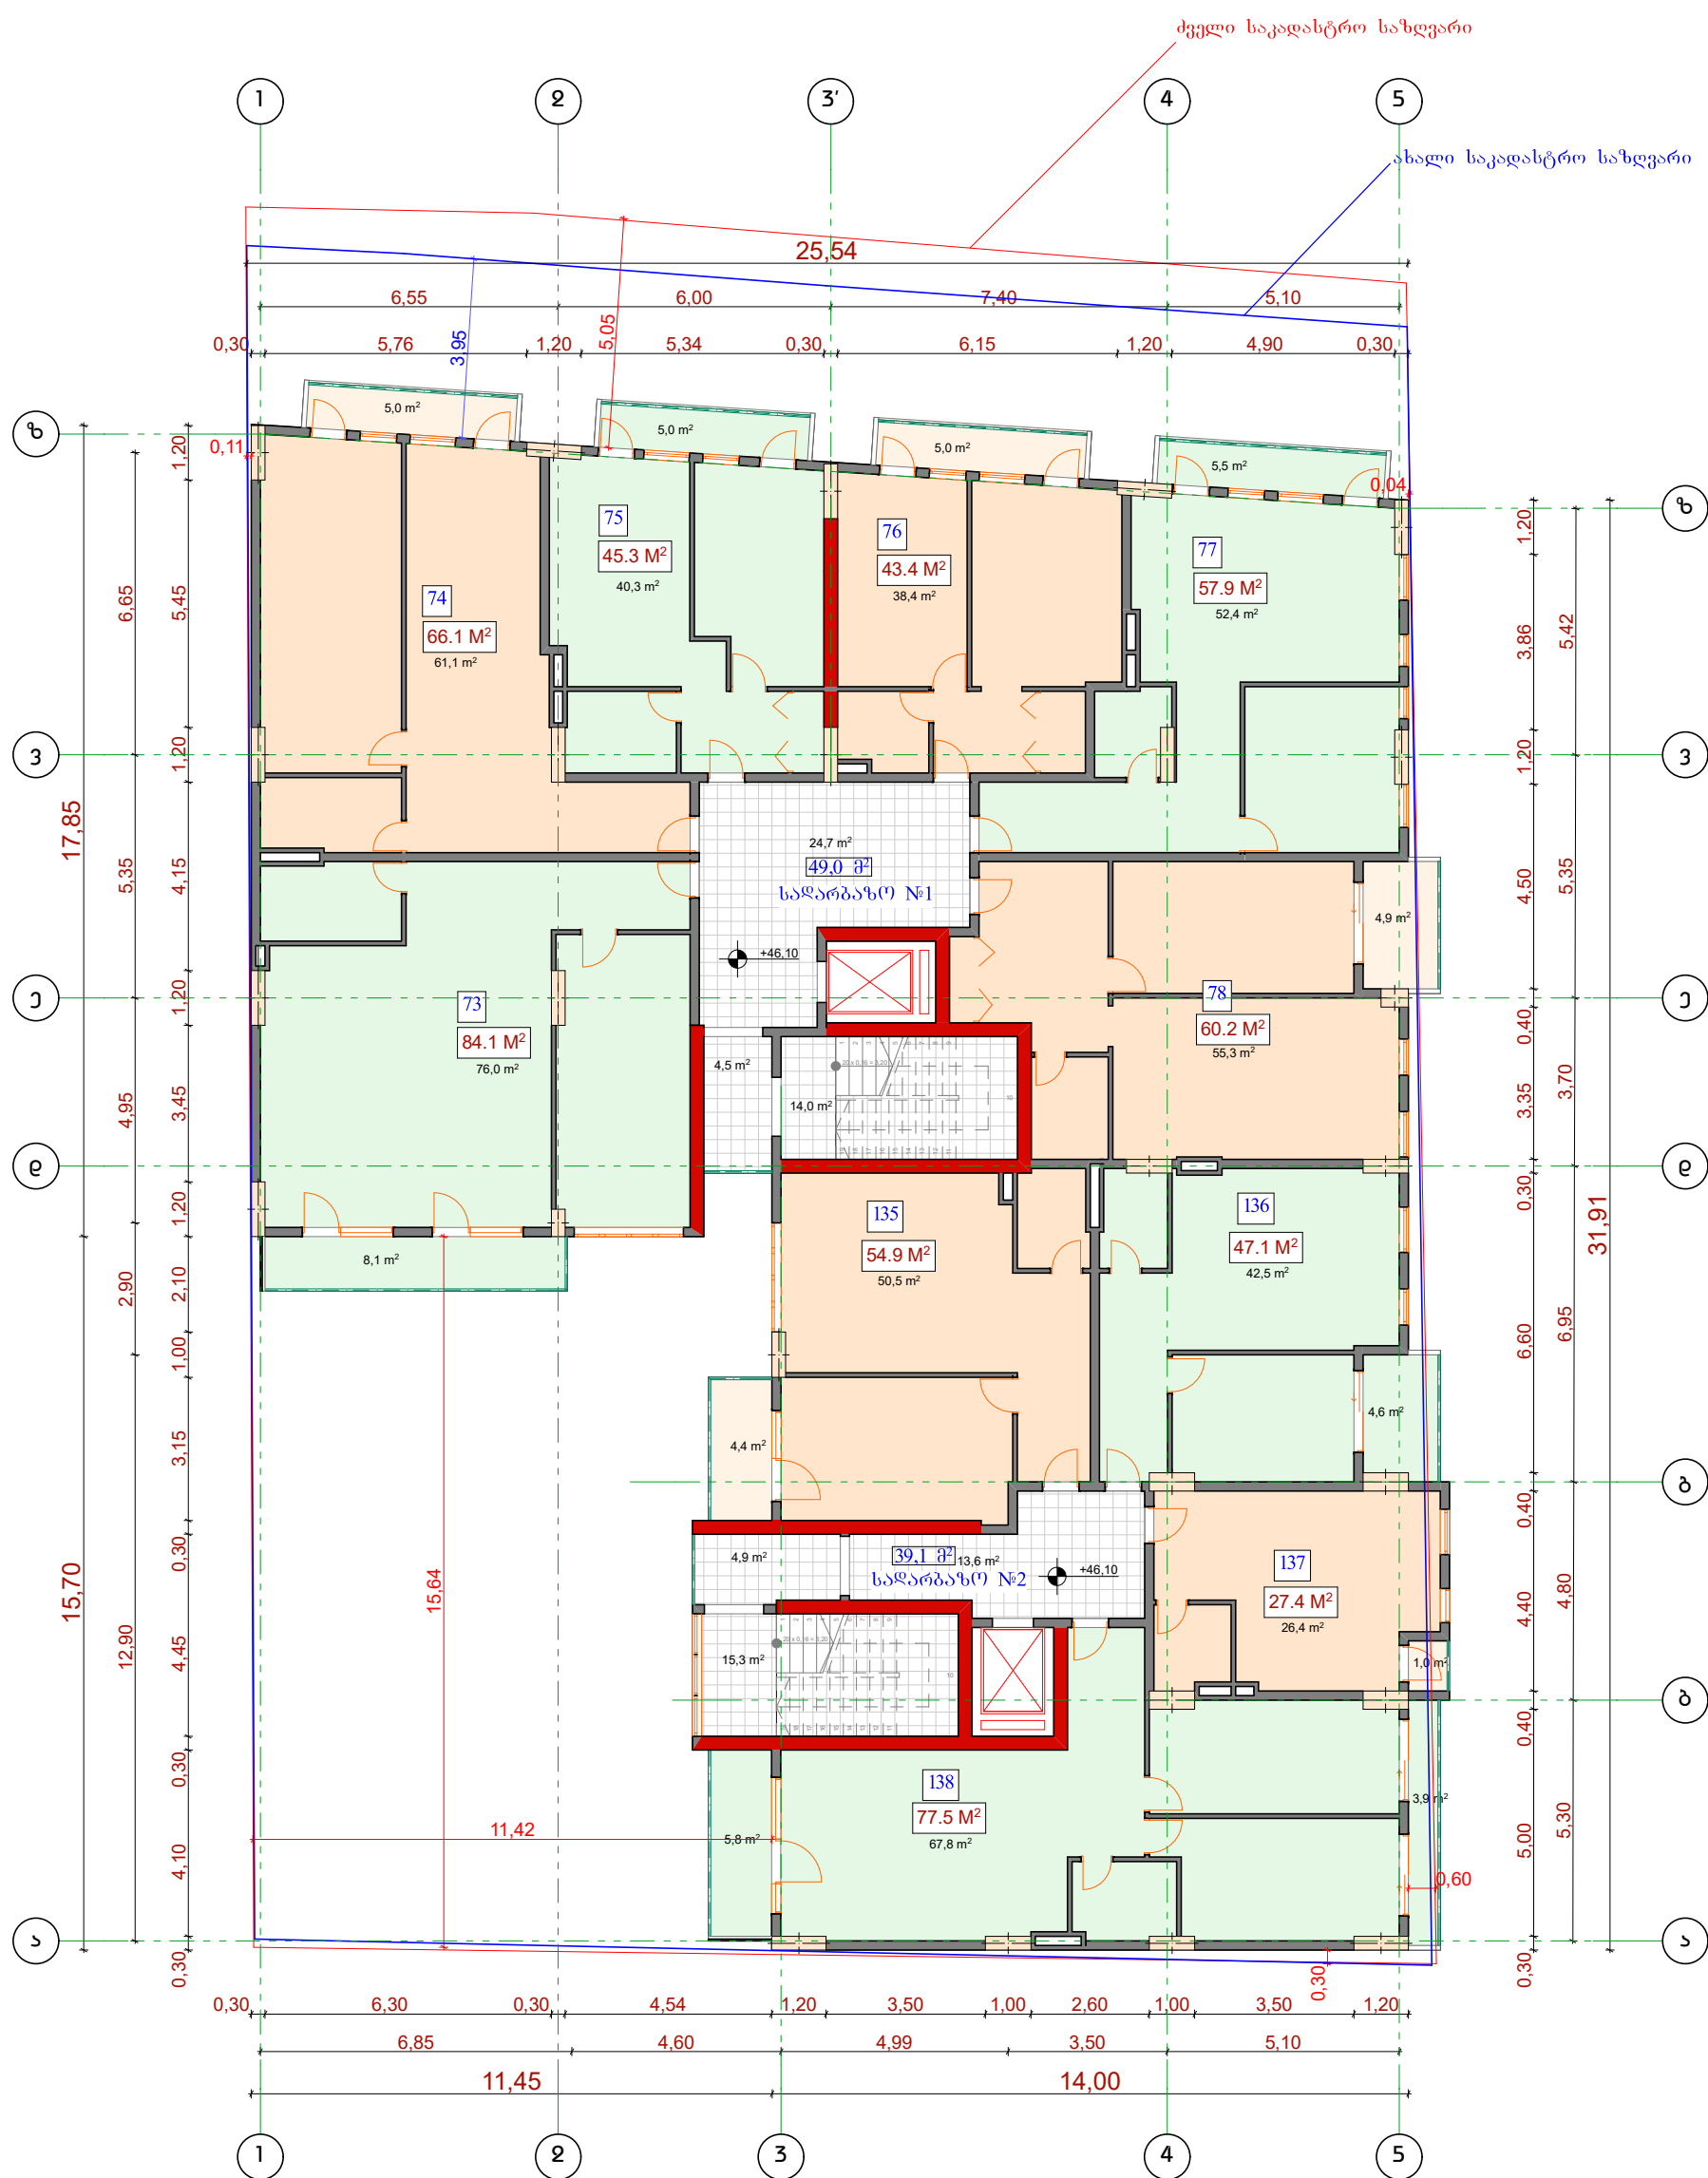 ძველი საკადასტრო საზღვარი
1 2 3' 4 5
ახალი საკადასტრო საზღვარი
25,54
6,55 6,00 7,40 5,10
0,30 5,76 1,20 5,34 0,30 6,15 1,20 4,90 0,30
3,95
5,05
5,0 m²
5,0 m²
5,0 m²
5,5 m²
0,11
0,04
ზ
ზ
75
45.3 M²
40,3 m²
76
43.4 M²
38,4 m²
77
57.9 M²
52,4 m²
74
66.1 M²
61,1 m²
ვ
ვ
24,7 m²
49,0 მ²
სადარბაზო №1
+46,10
4,9 m²
78
60.2 M²
55,3 m²
73
84.1 M²
76,0 m²
ე
ე
4,5 m²
14,0 m²
20 x 0,16 = 3,20
დ
დ
135
54.9 M²
50,5 m²
136
47.1 M²
42,5 m²
8,1 m²
4,4 m²
4,6 m²
გ
გ
4,9 m²
39,1 მ²
13,6 m²
სადარბაზო №2
+46,10
137
27.4 M²
26,4 m²
1,0 m²
15,3 m²
20 x 0,16 = 3,20
ბ
ბ
138
77.5 M²
67,8 m²
5,8 m²
3,9 m²
15,64
11,42
0,60
0,30
ა
ა
17,85
15,70
6,65
5,35
4,95
2,90
12,90
1,20
5,45
1,20
4,15
1,20
3,45
1,20
2,10
1,00
3,15
0,30
4,45
0,30
4,10
0,30
1,20
3,86
1,20
4,50
0,40
3,35
0,30
6,60
0,40
4,40
0,40
5,00
0,30
5,42
5,35
3,70
6,95
4,80
5,30
31,91
0,30 6,30 0,30 4,54 1,20 3,50 1,00 2,60 1,00 3,50 1,20
6,85 4,60 4,99 3,50 5,10
11,45 14,00
1 2 3 4 5